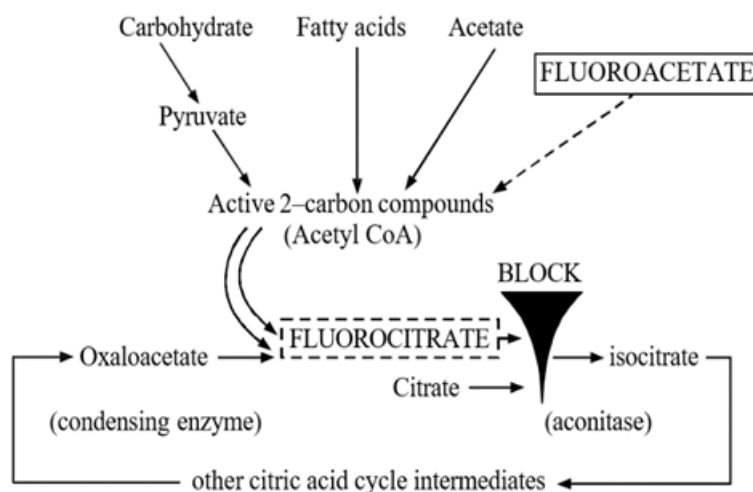 Carbohydrate
Fatty acids
Acetate
FLUOROACETATE
Pyruvate
Active 2–carbon compounds
(Acetyl CoA)
BLOCK
Oxaloacetate
FLUOROCITRATE
isocitrate
Citrate
(condensing enzyme)
(aconitase)
other citric acid cycle intermediates